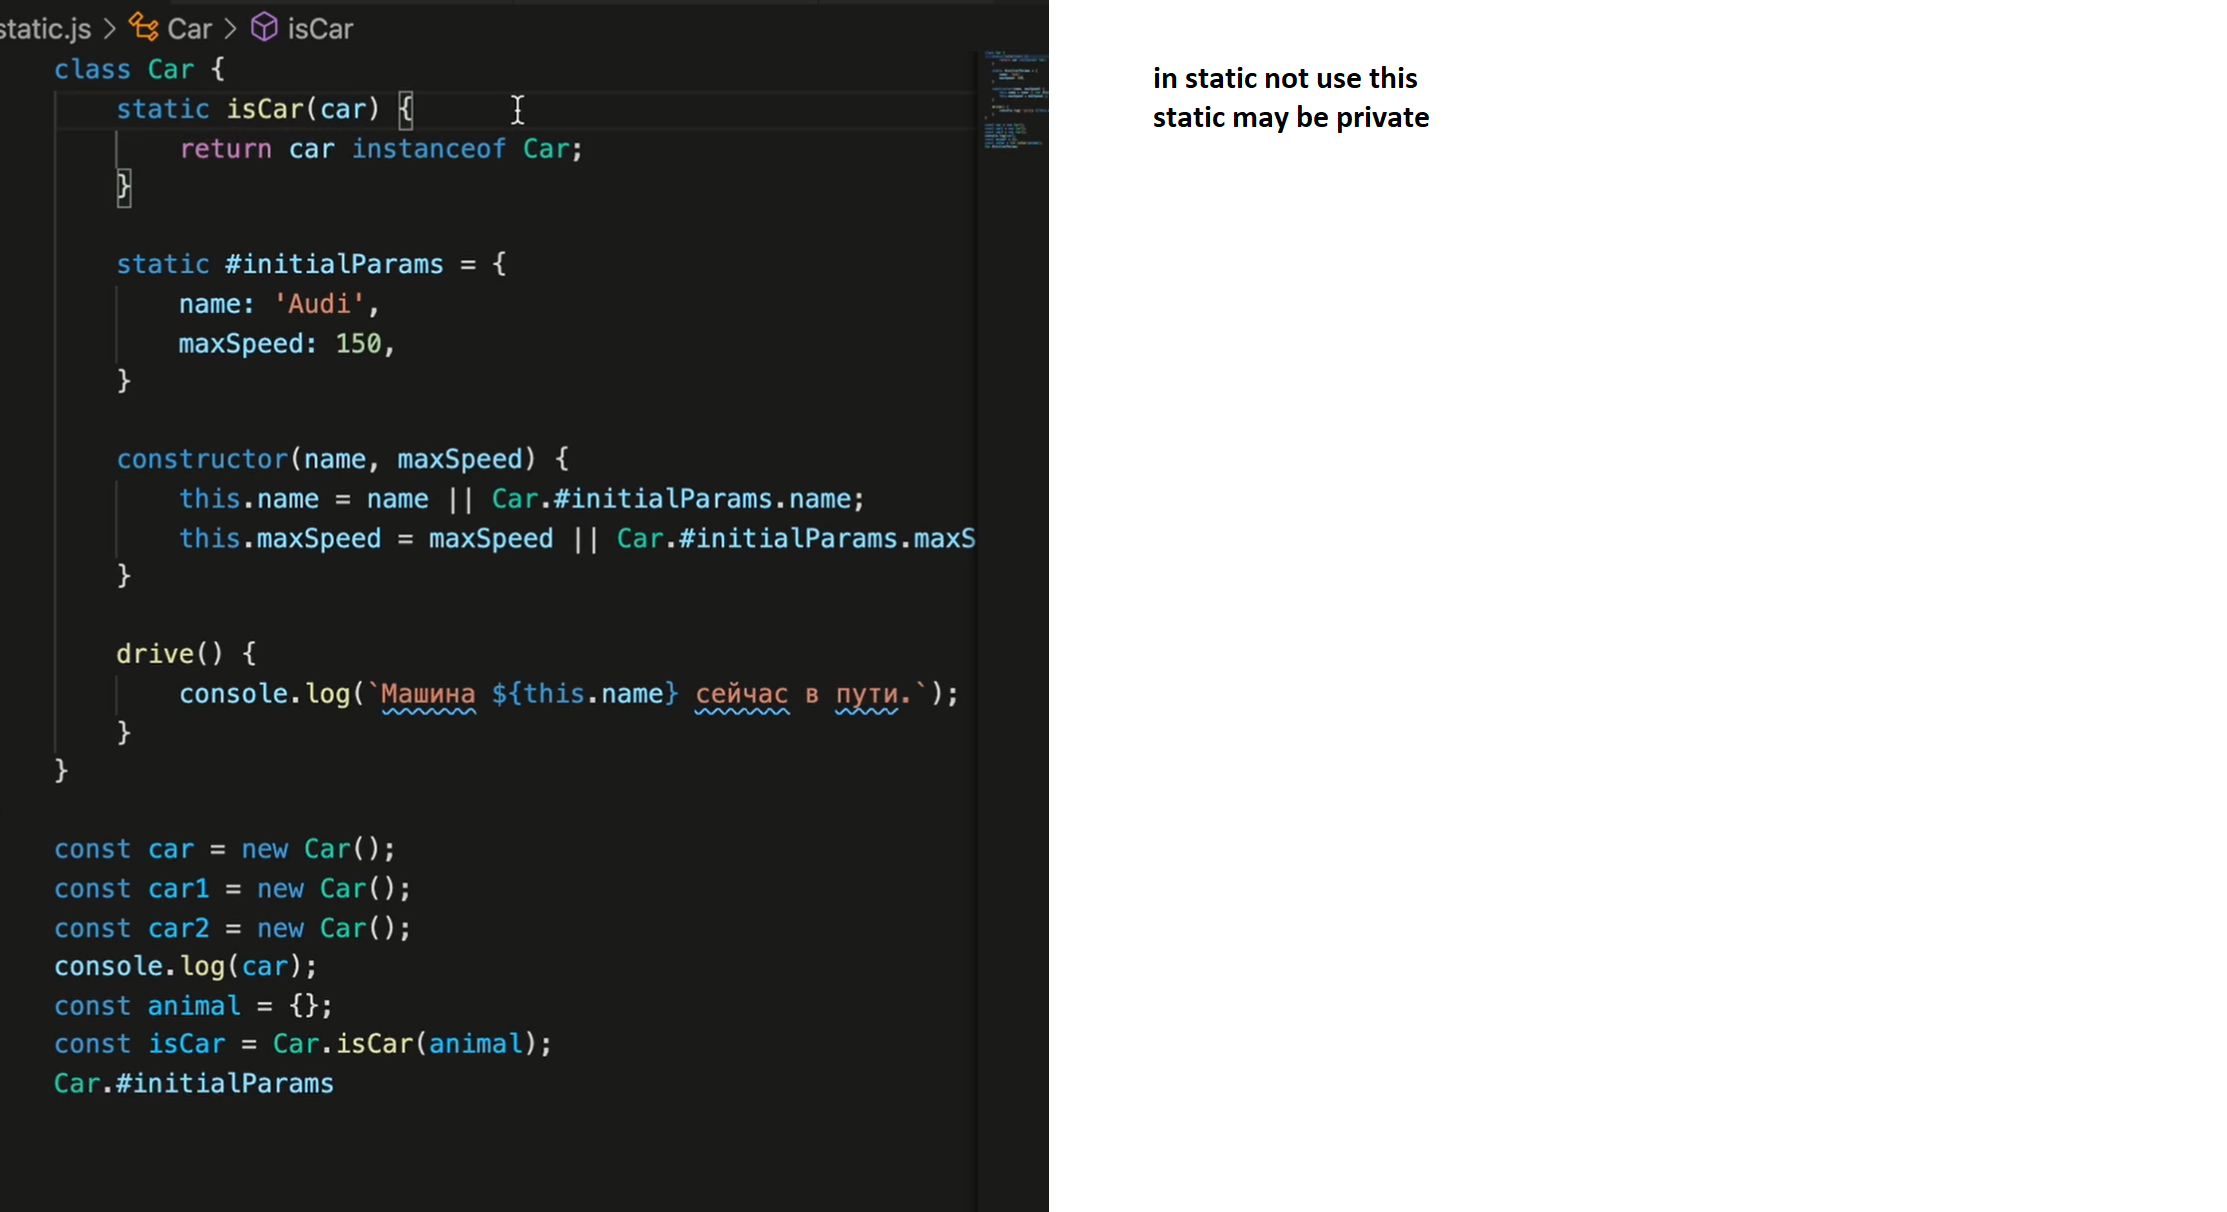 static.js > Car > isCar
class Car {
static isCar(car) {
return car instanceof Car;
}
static #initialParams = {
name: 'Audi',
maxSpeed: 150,
}
constructor(name, maxSpeed) {
this.name = name || Car.#initialParams.name;
this.maxSpeed = maxSpeed || Car.#initialParams.maxS
}
drive() {
console.log(`Машина ${this.name} сейчас в пути.`);
}
}
const car = new Car();
const car1 = new Car();
const car2 = new Car();
console.log(car);
const animal = {};
const isCar = Car.isCar(animal);
Car.#initialParams
in static not use this
static may be private